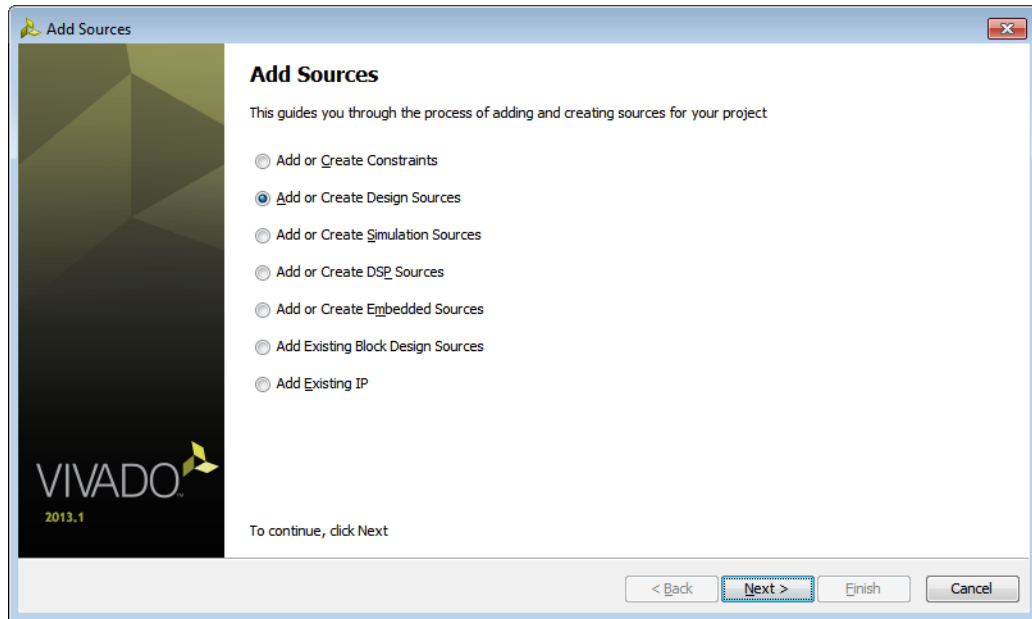 Add Sources
Add Sources
This guides you through the process of adding and creating sources for your project
Add or Create Constraints
Add or Create Design Sources
Add or Create Simulation Sources
Add or Create DSP Sources
Add or Create Embedded Sources
Add Existing Block Design Sources
Add Existing IP
VIVADO™
2013.1
To continue, click Next
< Back Next > Finish Cancel